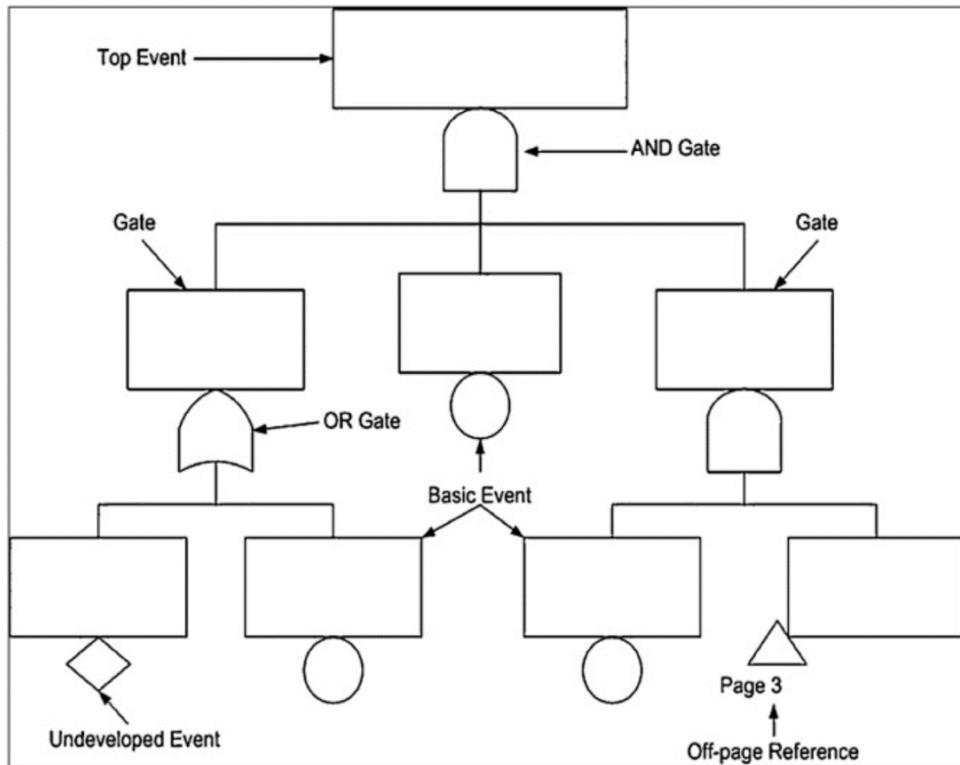 Top Event
AND Gate
Gate
Gate
OR Gate
Basic Event
Page 3
Undeveloped Event
Off-page Reference